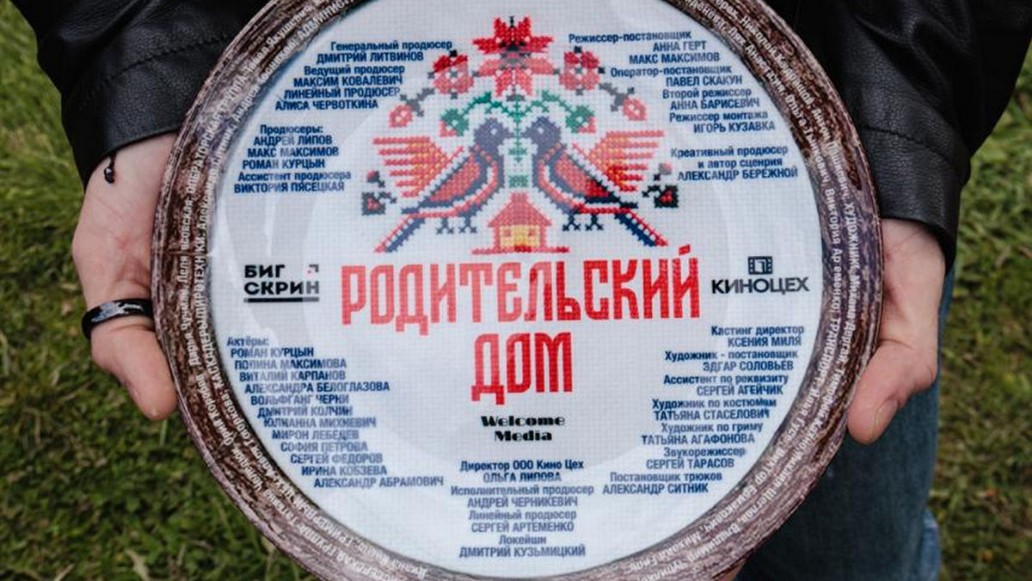 Генеральный продюсер
ДМИТРИЙ ЛИТВИНОВ
Ведущий продюсер
МАКСИМ КОВАЛЕВИЧ
ЛИНЕЙНЫЙ ПРОДЮСЕР
АЛИСА ЧЕРВОТКИНА
Продюсеры:
АНДРЕЙ ЛИПОВ
МАКС МАКСИМОВ
РОМАН КУРЦЫН
Ассистент продюсера
ВИКТОРИЯ ПЯСЕЦКАЯ
Режиссер-постановщик
АННА ГЕРТ
МАКС МАКСИМОВ
Оператор-постановщик
ПАВЕЛ СКАКУН
Второй режиссер
АННА БАРИСЕВИЧ
Режиссер монтажа
ИГОРЬ КУЗАВКА
Креативный продюсер
и автор сценрия
АЛЕКСАНДР БЕРЕЖНОЙ
БИГ
СКРИН
РОДИТЕЛЬСКИЙ
ДОМ
КИНОЦЕХ
Welcome
Media
Актёры:
РОМАН КУРЦЫН
ПОЛИНА МАКСИМОВА
ВИТАЛИЙ КАРПАНОВ
АЛЕКСАНДРА БЕЛОГЛАЗОВА
ВОЛЬФГАНГ ЧЕРНИ
ДМИТРИЙ КОЛЧИН
ЮЛИАННА МИХНЕВИЧ
МИРОН ЛЕБЕДЕВ
СОФИЯ ПЕТРОВА
СЕРГЕЙ ФЕДОРОВ
ИРИНА КОБЗЕВА
АЛЕКСАНДР АБРАМОВИЧ
Директор ООО Кино Цех
ОЛЬГА ЛИПОВА
Исполнительный продюсер
АНДРЕЙ ЧЕРНИКЕВИЧ
Линейный продюсер
СЕРГЕЙ АРТЕМЕНКО
Локейшн
ДМИТРИЙ КУЗЬМИЦКИЙ
Кастинг директор
КСЕНИЯ МИЛЯ
Художник - постановщик
ЭДГАР СОЛОВЬЕВ
Ассистент по реквизиту
СЕРГЕЙ АГЕЙЧИК
Художник по костюмам
ТАТЬЯНА СТАСЕЛОВИЧ
Художник по гриму
ТАТЬЯНА АГАФОНОВА
Звукорежиссер
СЕРГЕЙ ТАРАСОВ
Постановщик трюков
АЛЕКСАНДР СИТНИК